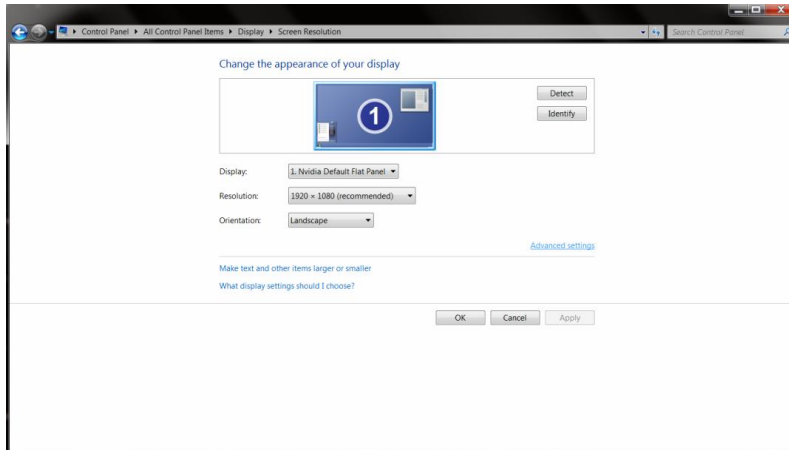 Control Panel ▸ All Control Panel Items ▸ Display ▸ Screen Resolution
Search Control Panel
Change the appearance of your display
1
Detect
Identify
Display: 1. Nvidia Default Flat Panel
Resolution: 1920 × 1080 (recommended)
Orientation: Landscape
Advanced settings
Make text and other items larger or smaller
What display settings should I choose?
OK Cancel Apply